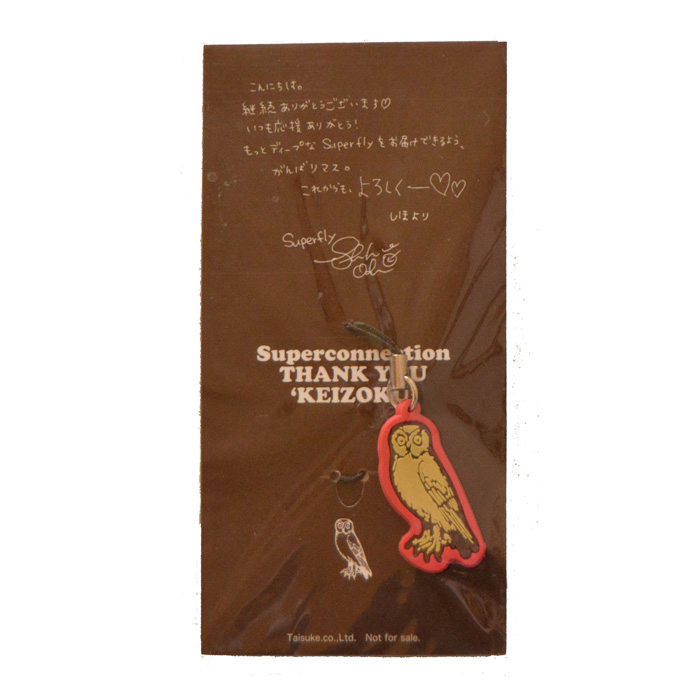 こんにちは。
継続ありがとうございます♡
いつも応援ありがとう!
もっとディープなSuperflyをお届けできるよう、
がんばりマス。
これからも、よろしくー♡♡
しほより
Superfly
Superconnection
THANK YOU
‘KEIZOKU
Taisuke.co.,Ltd. Not for sale.